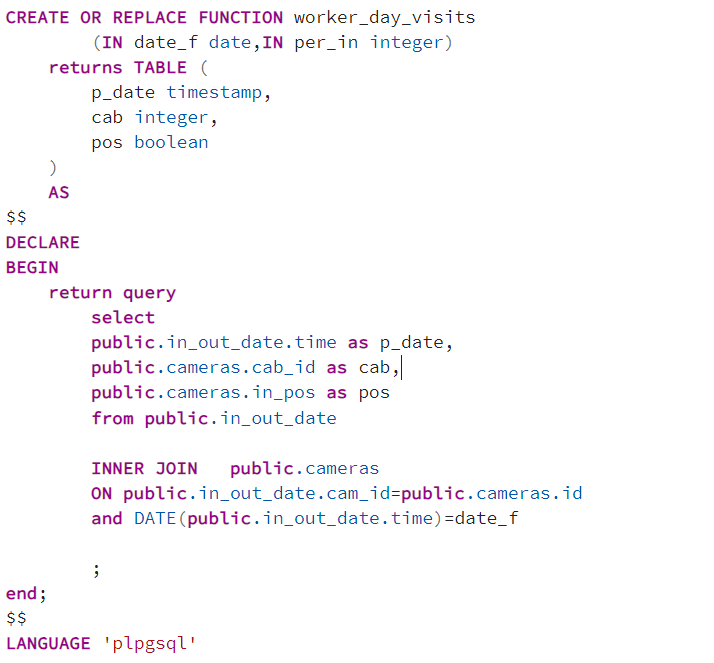 CREATE OR REPLACE FUNCTION worker_day_visits
(IN date_f date,IN per_in integer)
returns TABLE (
p_date timestamp,
cab integer,
pos boolean
)
AS
$$
DECLARE
BEGIN
return query
select
public.in_out_date.time as p_date,
public.cameras.cab_id as cab,
public.cameras.in_pos as pos
from public.in_out_date
INNER JOIN   public.cameras
ON public.in_out_date.cam_id=public.cameras.id
and DATE(public.in_out_date.time)=date_f
;
end;
$$
LANGUAGE 'plpgsql'